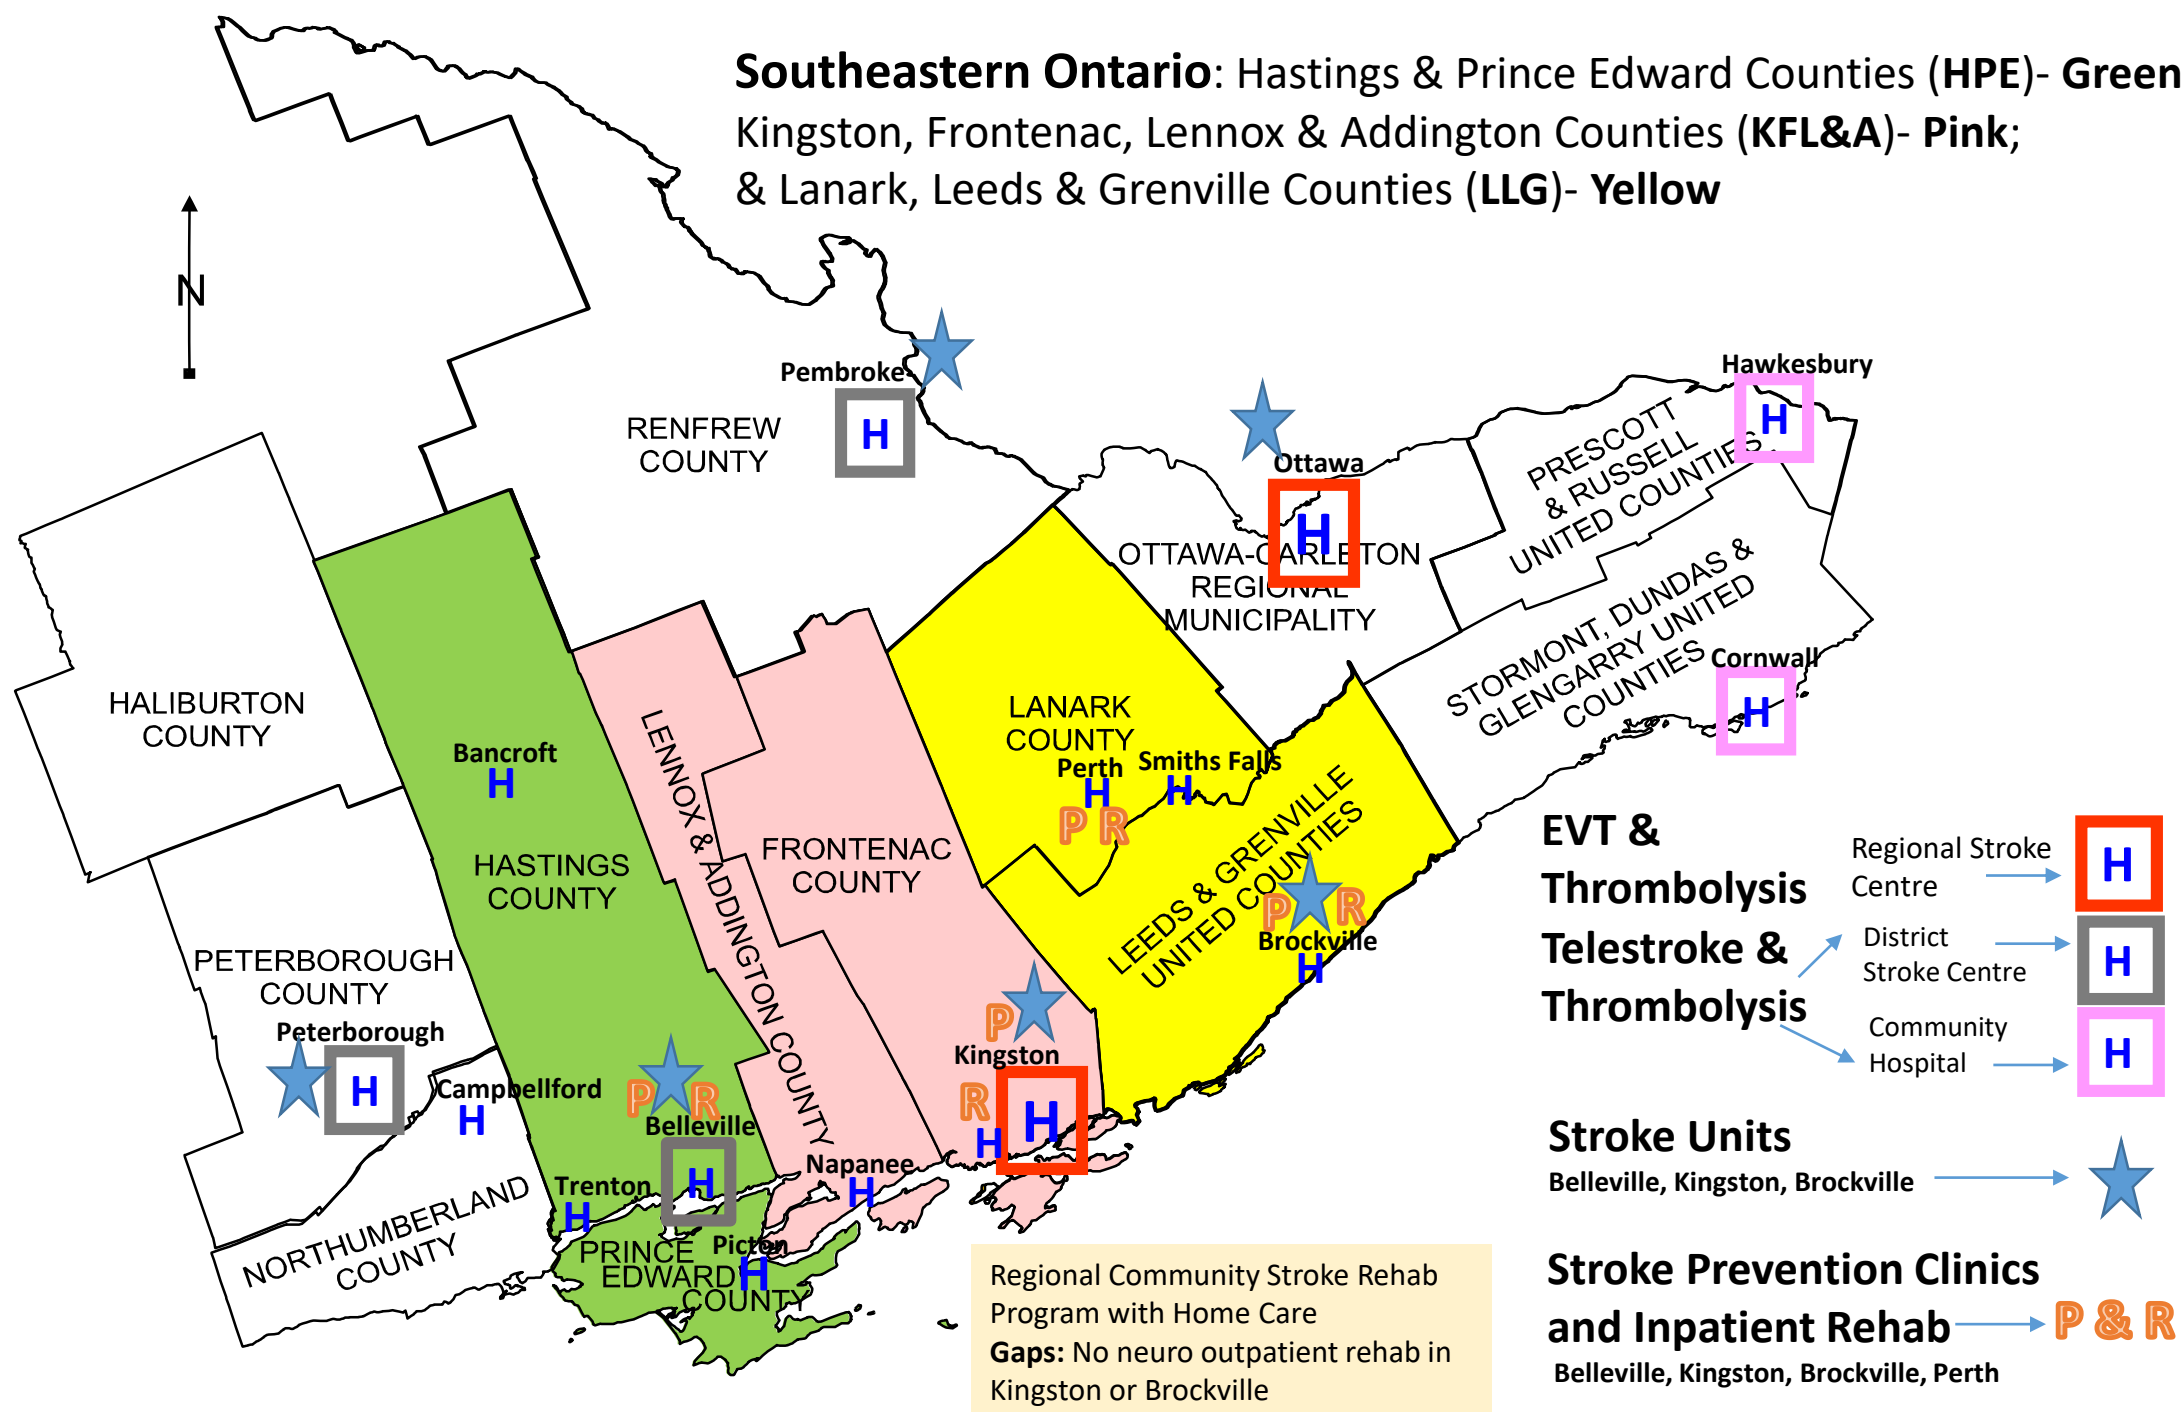 Southeastern Ontario: Hastings & Prince Edward Counties (HPE)- Green
Kingston, Frontenac, Lennox & Addington Counties (KFL&A)- Pink;
& Lanark, Leeds & Grenville Counties (LLG)- Yellow
N
Pembroke
H
RENFREW
COUNTY
Ottawa
H
OTTAWA-CARLETON
REGIONAL
MUNICIPALITY
Hawkesbury
H
PRESCOTT
& RUSSELL
UNITED COUNTIES
STORMONT, DUNDAS &
GLENGARRY UNITED
COUNTIES
Cornwall
H
HALIBURTON
COUNTY
Bancroft
H
HASTINGS
COUNTY
LENNOX & ADDINGTON COUNTY
FRONTENAC
COUNTY
LANARK
COUNTY
Perth
H
P R
Smiths Falls
H
LEEDS & GRENVILLE
UNITED COUNTIES
P R
Brockville
H
PETERBOROUGH
COUNTY
Peterborough
H
Campbellford
H
NORTHUMBERLAND
COUNTY
P R
Belleville
H
Trenton
H
PRINCE
EDWARD
COUNTY
Picton
H
Napanee
H
P
Kingston
R
H
H
EVT &
Thrombolysis
Regional Stroke
Centre
H
Telestroke &
Thrombolysis
District
Stroke Centre
H
Community
Hospital
H
Stroke Units
Belleville, Kingston, Brockville
Stroke Prevention Clinics
and Inpatient Rehab
P & R
Belleville, Kingston, Brockville, Perth
Regional Community Stroke Rehab
Program with Home Care
Gaps: No neuro outpatient rehab in
Kingston or Brockville